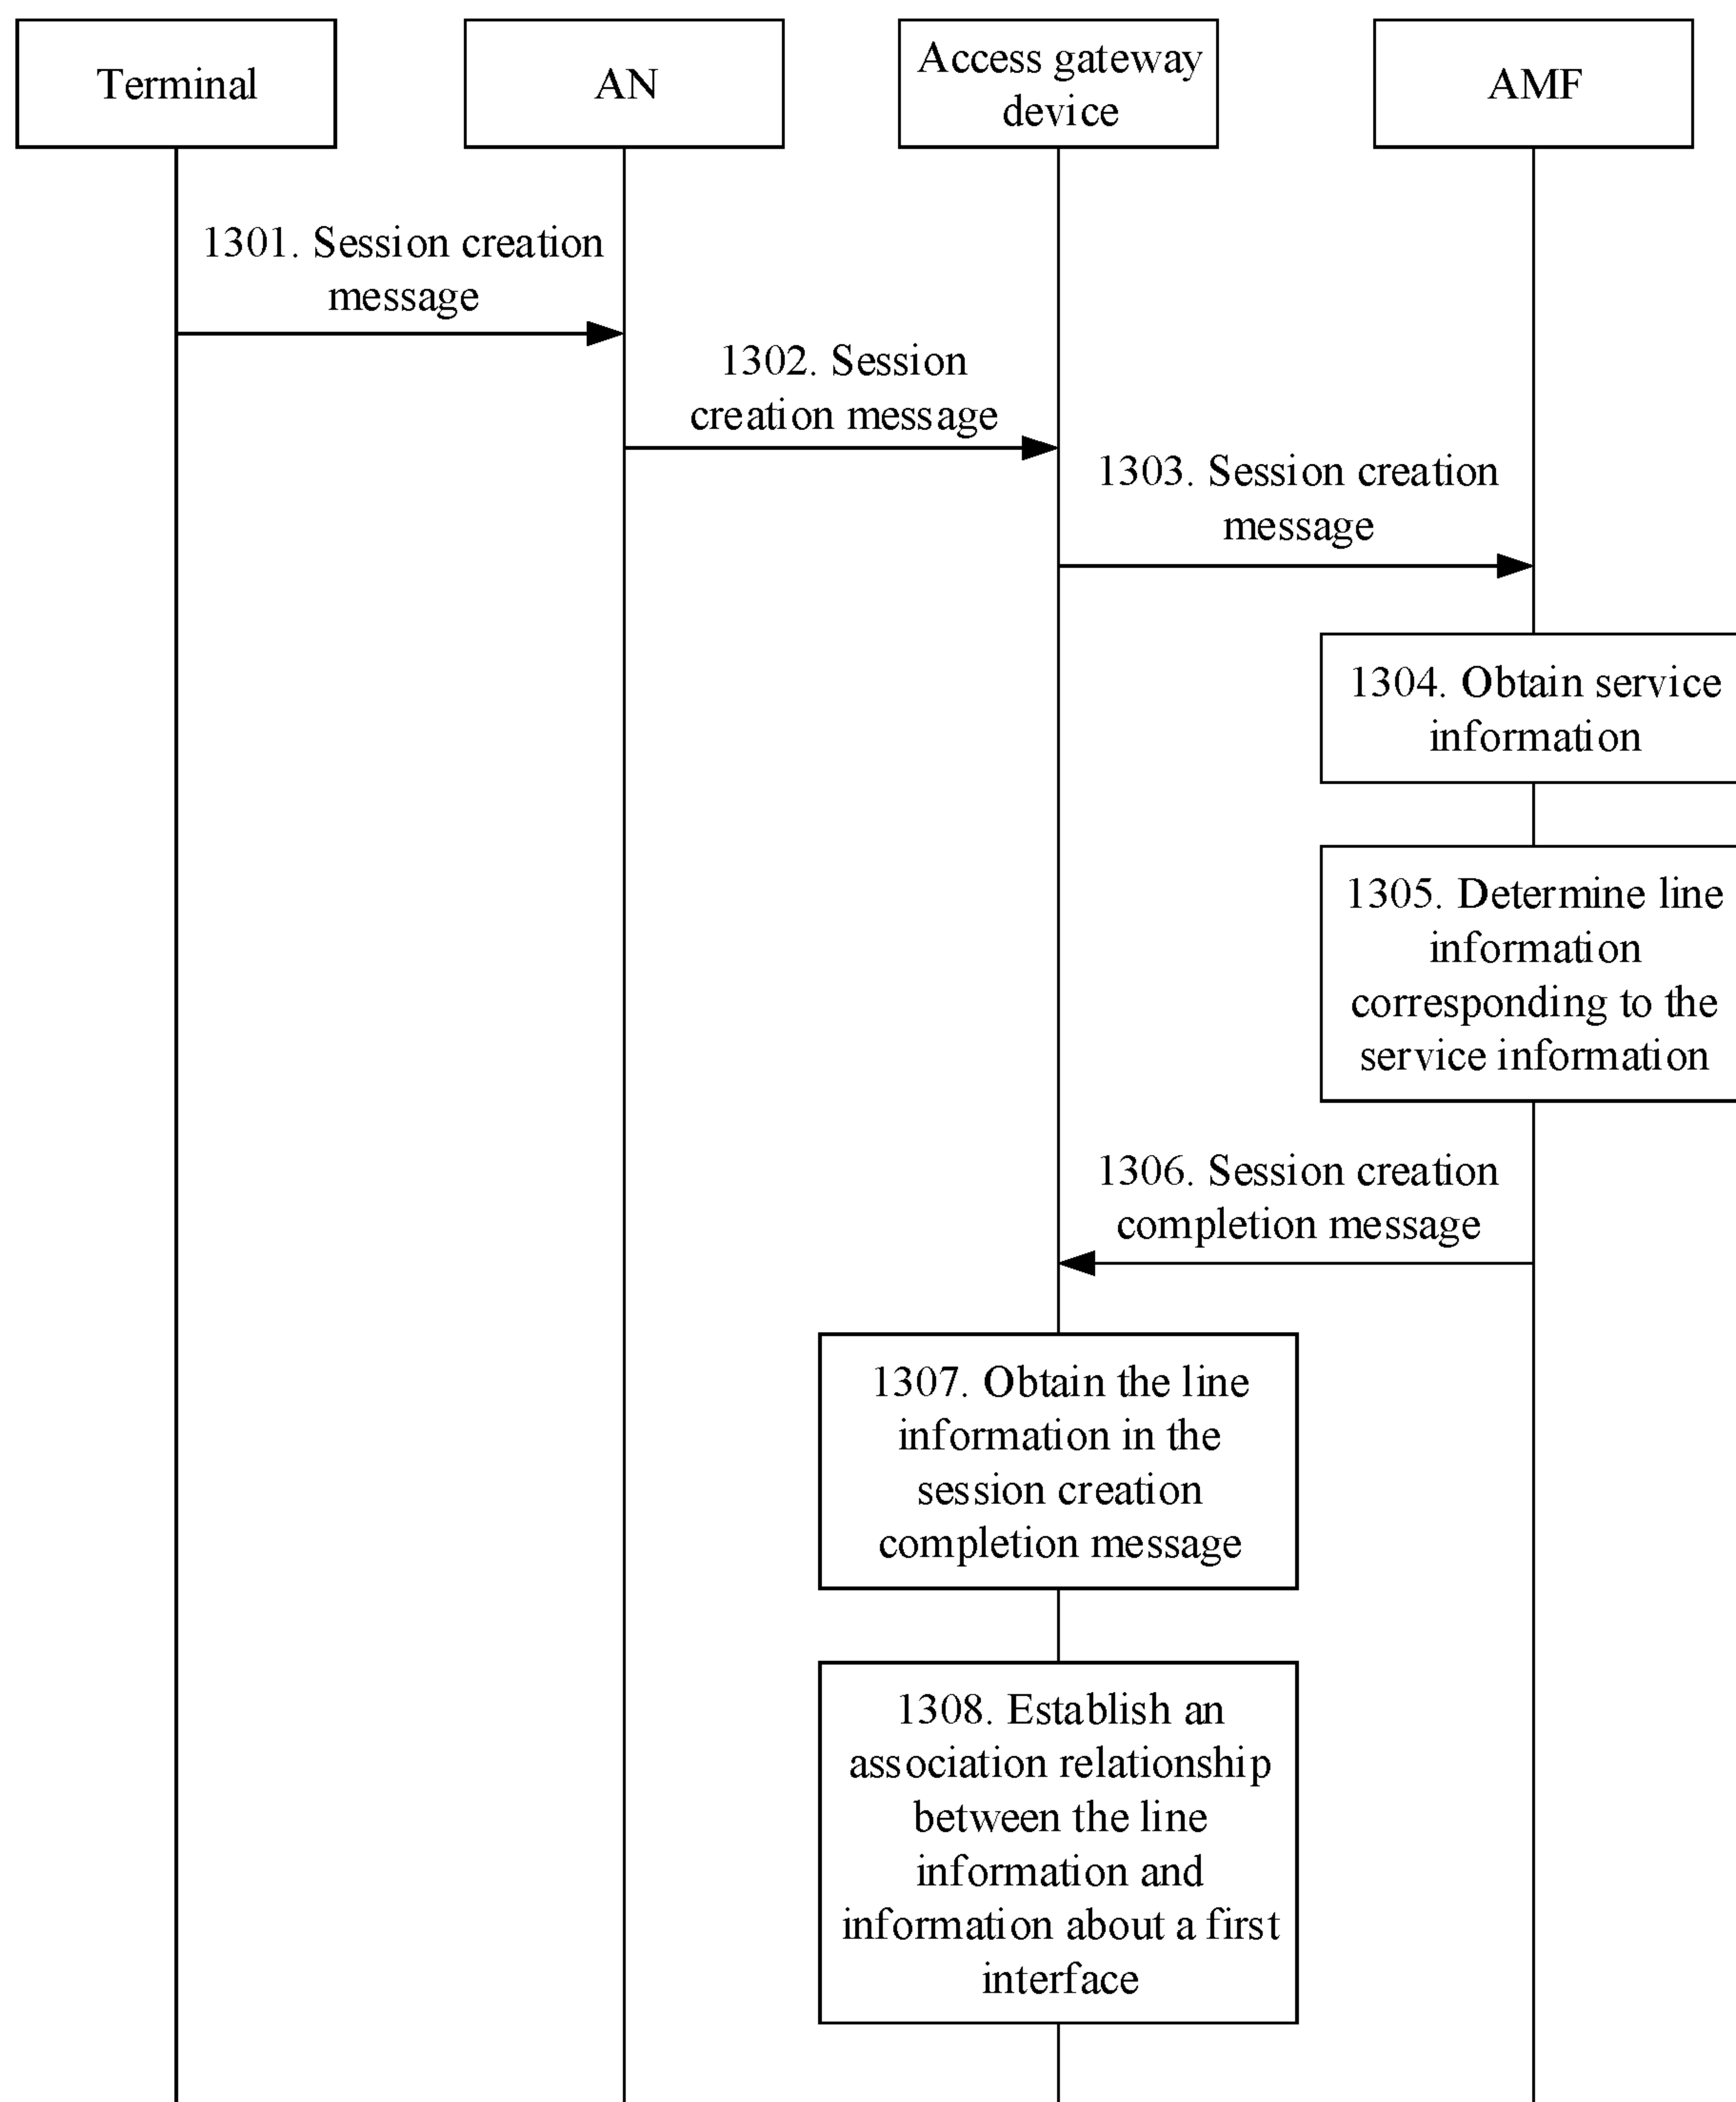 Terminal
AN
Access gateway
device
AMF
1301. Session creation
message
1302. Session
creation message
1303. Session creation
message
1304. Obtain service
information
1305. Determine line
information
corresponding to the
service information
1306. Session creation
completion message
1307. Obtain the line
information in the
session creation
completion message
1308. Establish an
association relationship
between the line
information and
information about a first
interface